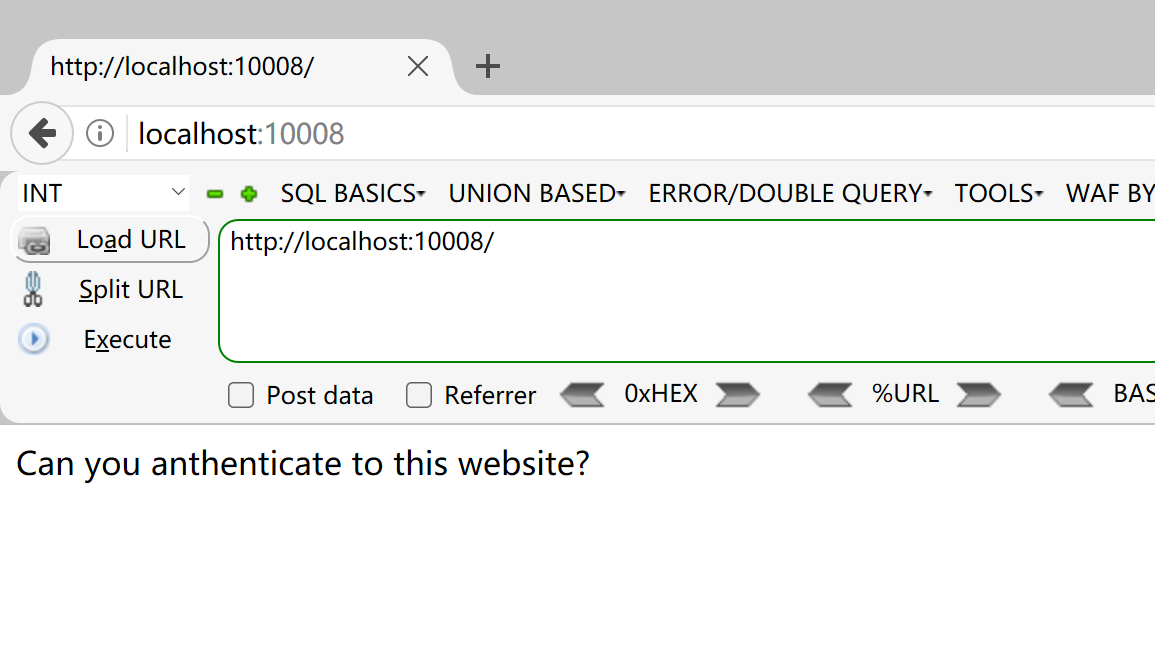 http://localhost:10008/
localhost:10008
INT SQL BASICS UNION BASED ERROR/DOUBLE QUERY TOOLS WAF BY
Load URL http://localhost:10008/
Split URL
Execute
Post data Referrer 0xHEX %URL BAS
Can you anthenticate to this website?